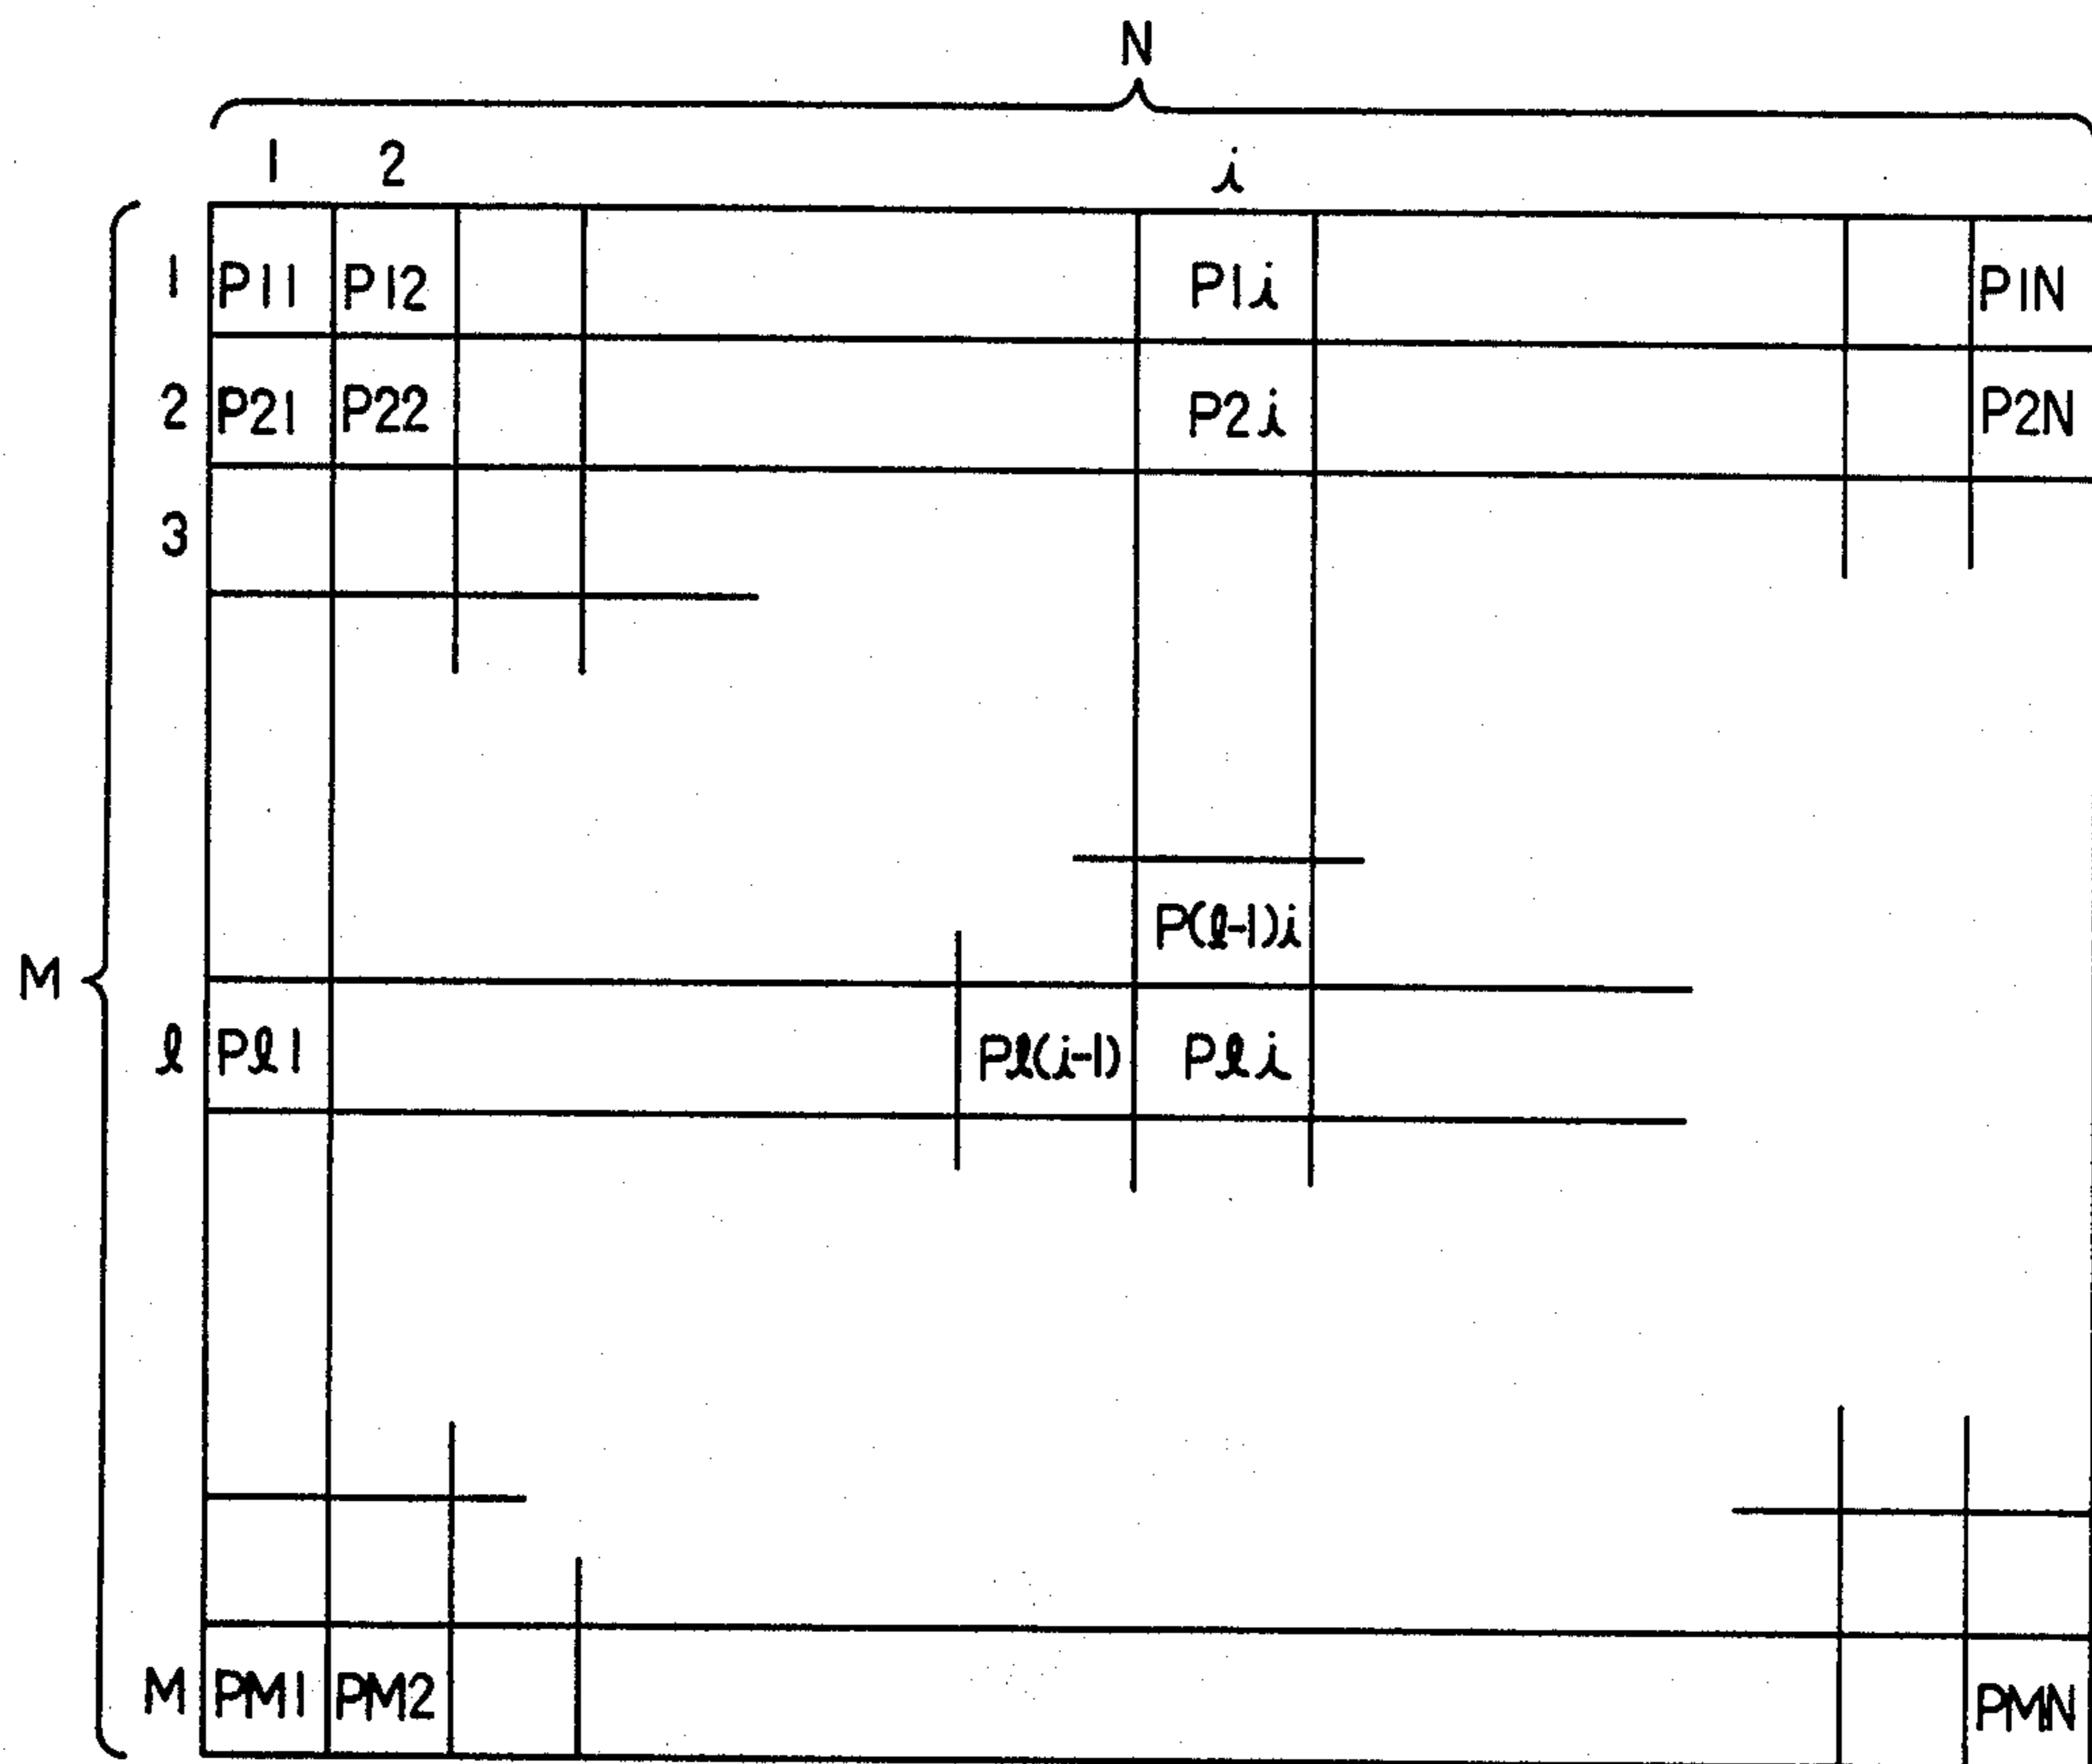 N
1 2 i
1 P11 P12 P1i P1N
2 P21 P22 P2i P2N
3
P(ℓ-1)i
M
ℓ Pℓ1 Pℓ(i-1) Pℓi
M PM1 PM2 PMN